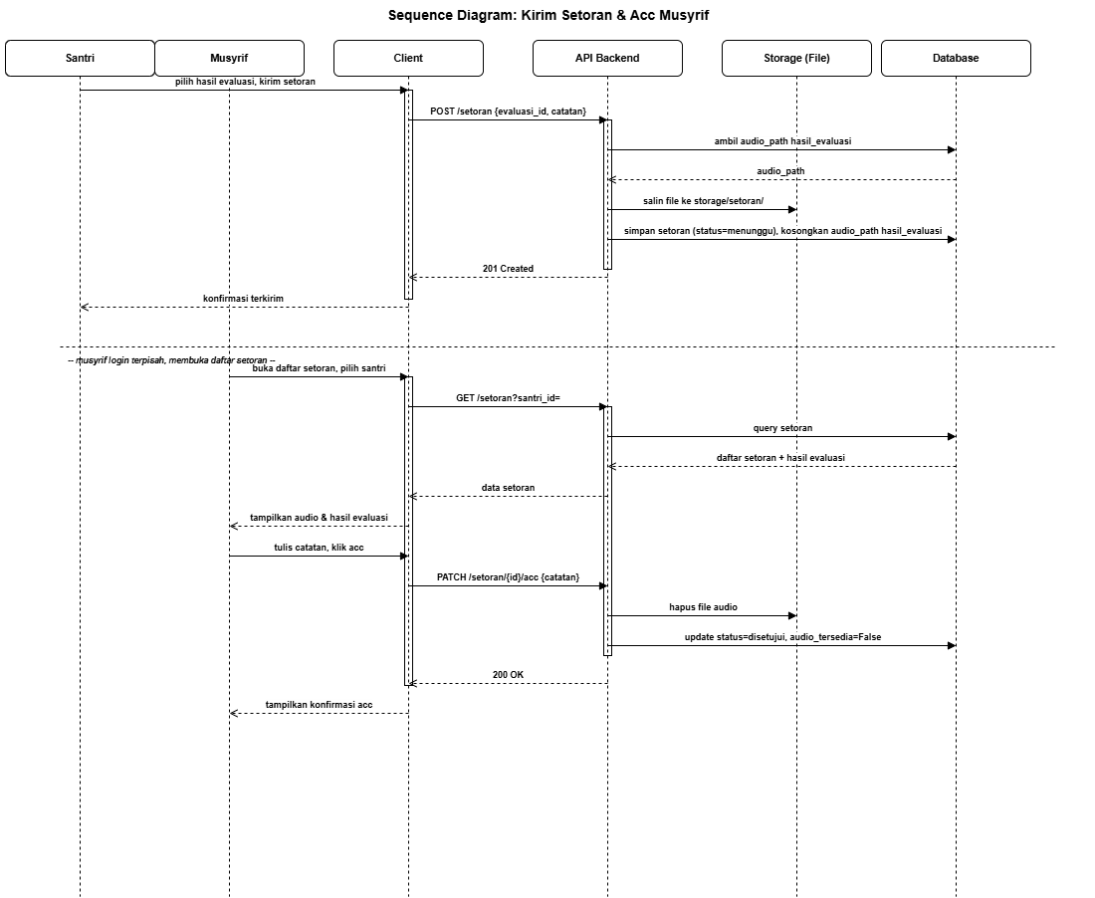 Sequence Diagram: Kirim Setoran & Acc Musyrif
Santri
Musyrif
Client
API Backend
Storage (File)
Database
pilih hasil evaluasi, kirim setoran
POST /setoran {evaluasi_id, catatan}
ambil audio_path hasil_evaluasi
audio_path
salin file ke storage/setoran/
simpan setoran (status=menunggu), kosongkan audio_path hasil_evaluasi
201 Created
konfirmasi terkirim
-- musyrif login terpisah, membuka daftar setoran --
buka daftar setoran, pilih santri
GET /setoran?santri_id=
query setoran
daftar setoran + hasil evaluasi
data setoran
tampilkan audio & hasil evaluasi
tulis catatan, klik acc
PATCH /setoran/{id}/acc {catatan}
hapus file audio
update status=disetujui, audio_tersedia=False
200 OK
tampilkan konfirmasi acc